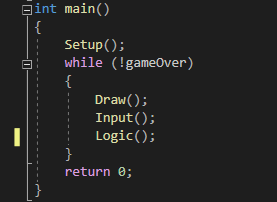 int main()
{
    Setup();
    while (!gameOver)
    {
        Draw();
        Input();
        Logic();
    }
    return 0;
}